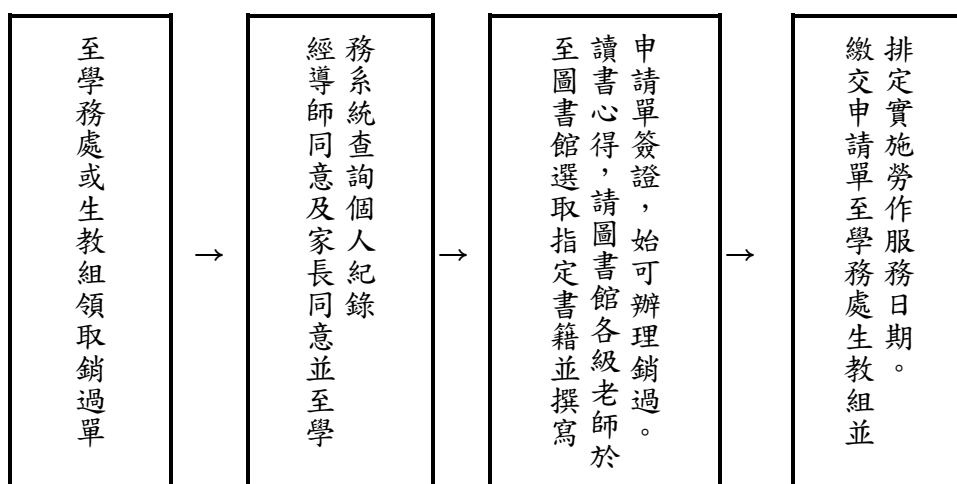 至學務處或生教組領取銷過單
→
經導師同意及家長同意並至學
務系統查詢個人紀錄
→
至圖書館選取指定書籍並撰寫
讀書心得，請圖書館各級老師於
申請單簽證，始可辦理銷過。
→
繳交申請單至學務處生教組並
排定實施勞作服務日期。